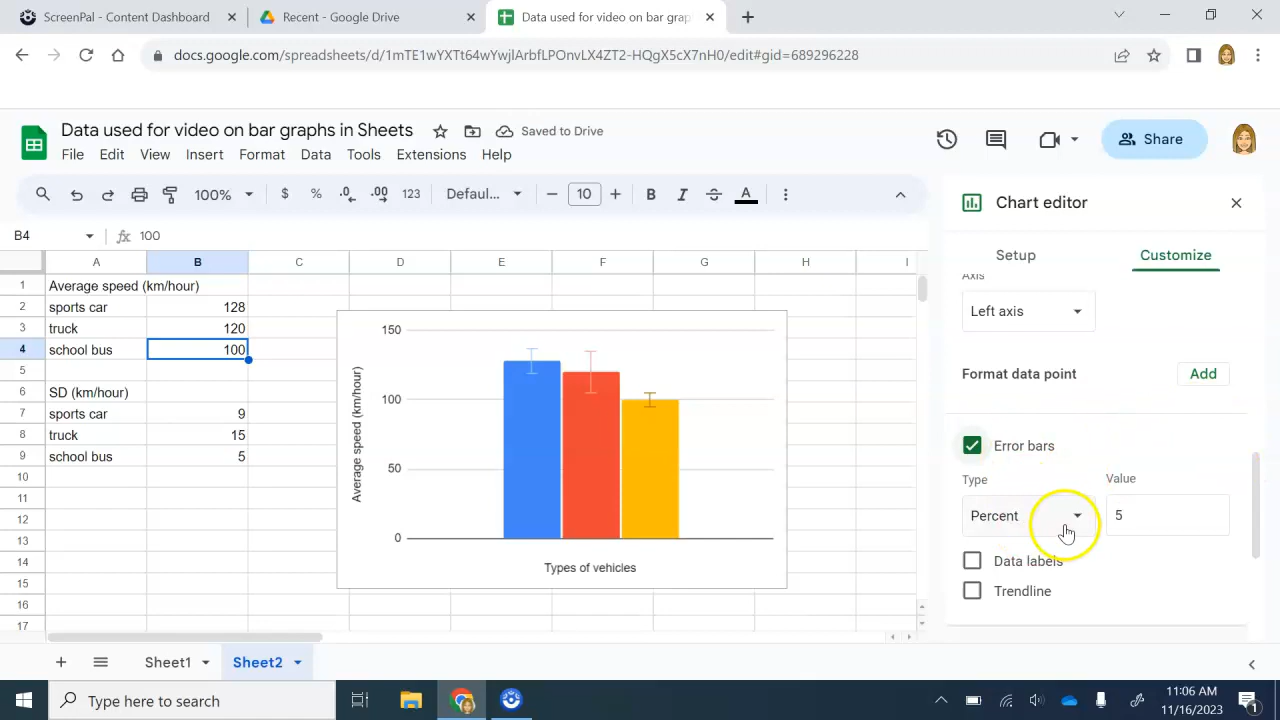 ScreenPal - Content Dashboard
Recent - Google Drive
Data used for video on bar grap
docs.google.com/spreadsheets/d/1mTE1wYXTt64wYwjlArbfLPOnvLX4ZT2-HQgX5cX7nH0/edit#gid=689296228
Data used for video on bar graphs in Sheets
Saved to Drive
File Edit View Insert Format Data Tools Extensions Help
Share
100% $ % .0 .00 123 Defaul... 10 B I S A
Chart editor
B4 fx 100
Setup Customize
A B C D E F G H I
1 Average speed (km/hour)
2 sports car 128
3 truck 120
4 school bus 100
5
6 SD (km/hour)
7 sports car 9
8 truck 15
9 school bus 5
10
11
12
13
14
15
16
17
150
100
50
0
Average speed (km/hour)
Types of vehicles
Axis
Left axis
Format data point Add
Error bars
Type Value
Percent 5
Data labels
Trendline
Sheet1 Sheet2
Type here to search
11:06 AM
11/16/2023
1